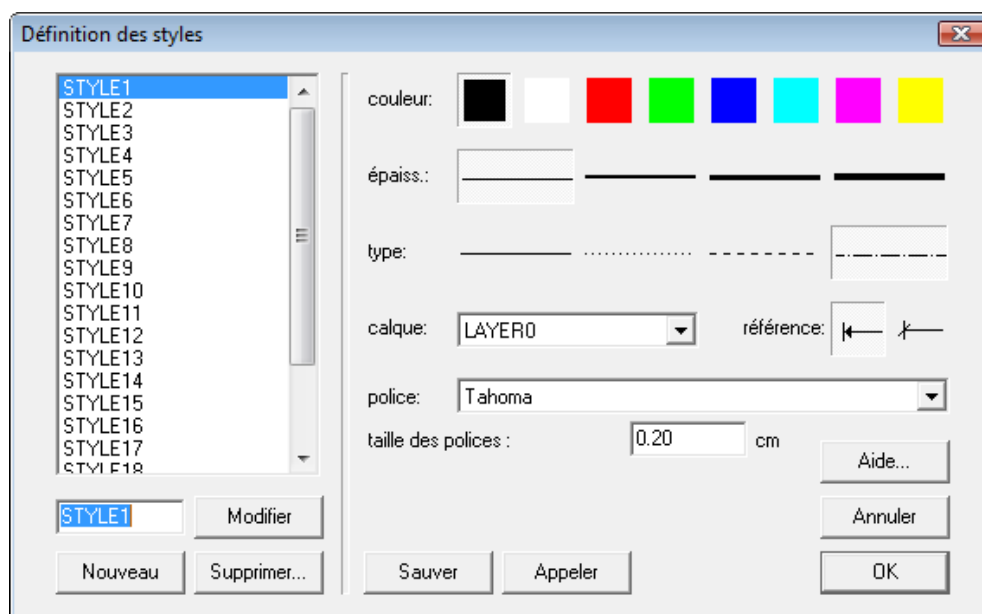 Définition des styles
STYLE1
STYLE2
STYLE3
STYLE4
STYLE5
STYLE6
STYLE7
STYLE8
STYLE9
STYLE10
STYLE11
STYLE12
STYLE13
STYLE14
STYLE15
STYLE16
STYLE17
STYLE18
STYLE1
Modifier
Nouveau
Supprimer...
couleur:
épaiss.:
type:
calque:
LAYER0
référence:
police:
Tahoma
taille des polices :
0.20
cm
Aide...
Annuler
Sauver
Appeler
OK